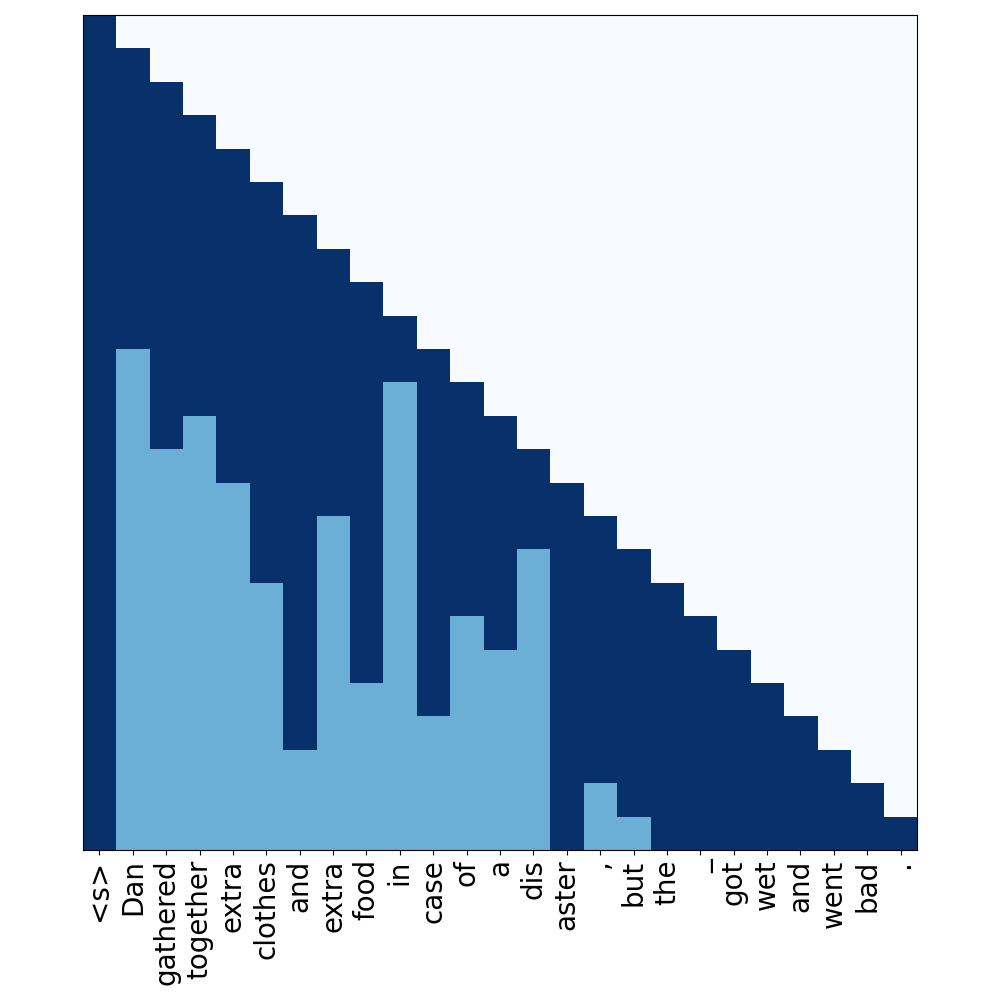 <s> Dan gathered together extra clothes and extra food in case of a dis aster , but the _ got wet and went bad .